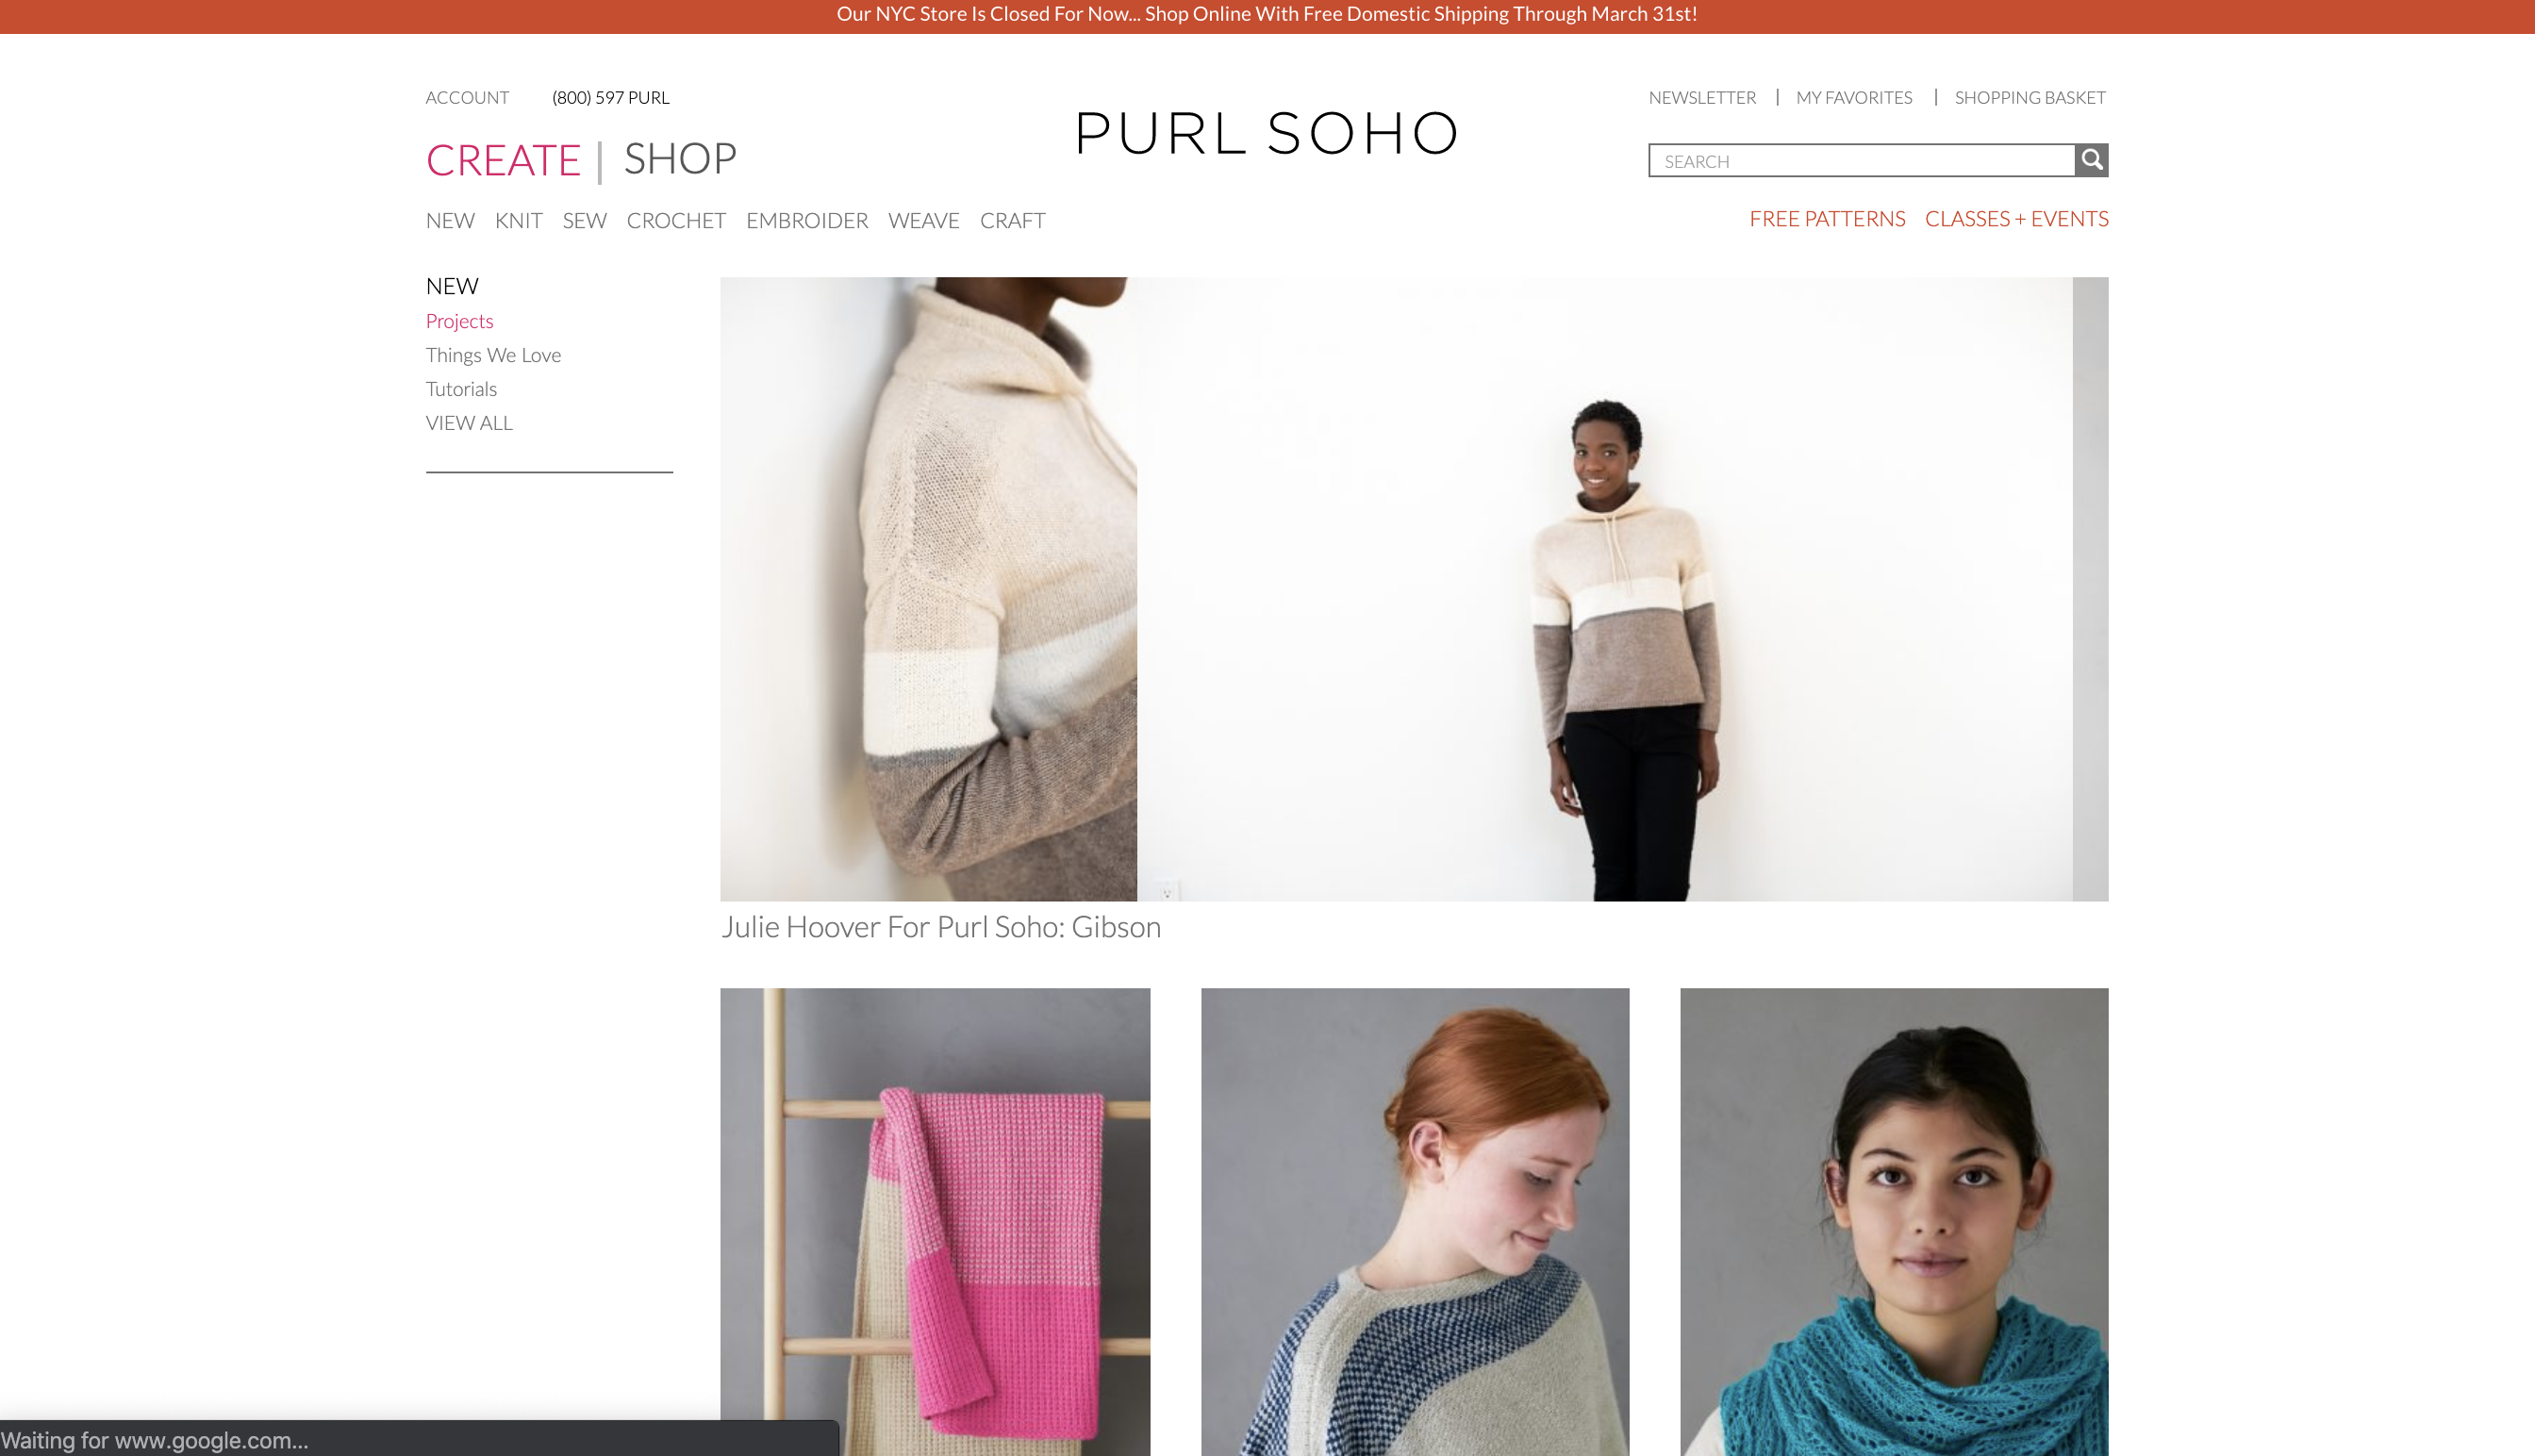 Our NYC Store Is Closed For Now... Shop Online With Free Domestic Shipping Through March 31st!
ACCOUNT (800) 597 PURL
NEWSLETTER | MY FAVORITES | SHOPPING BASKET
PURL SOHO
CREATE | SHOP
SEARCH
NEW KNIT SEW CROCHET EMBROIDER WEAVE CRAFT
FREE PATTERNS CLASSES + EVENTS
NEW
Projects
Things We Love
Tutorials
VIEW ALL
Julie Hoover For Purl Soho: Gibson
Waiting for www.google.com...